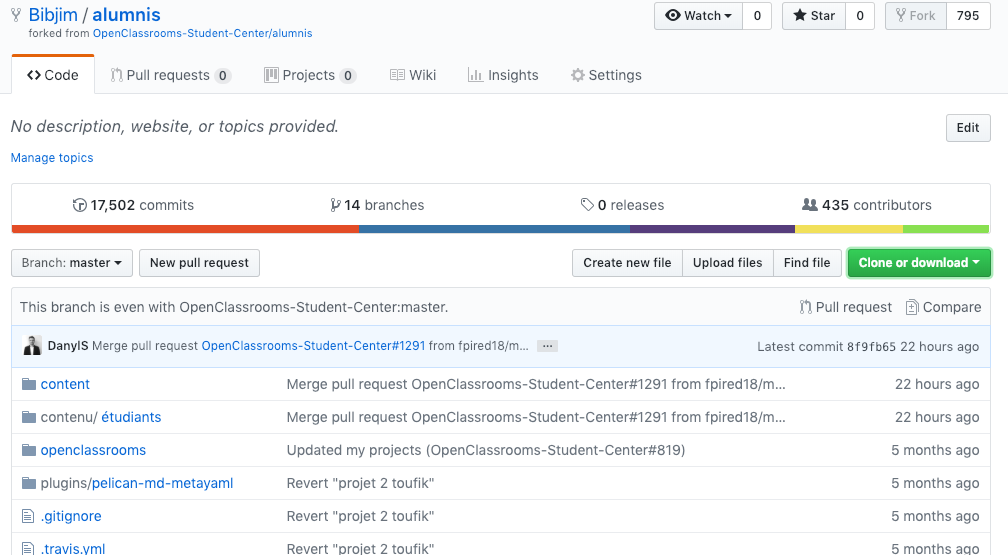 Bibjim / alumnis
Watch 0 Star 0 Fork 795
forked from OpenClassrooms-Student-Center/alumnis
Code Pull requests 0 Projects 0 Wiki Insights Settings
No description, website, or topics provided.
Edit
Manage topics
17,502 commits 14 branches 0 releases 435 contributors
Branch: master New pull request Create new file Upload files Find file Clone or download
This branch is even with OpenClassrooms-Student-Center:master. Pull request Compare
DanylS Merge pull request OpenClassrooms-Student-Center#1291 from fpired18/m... ... Latest commit 8f9fb65 22 hours ago
content Merge pull request OpenClassrooms-Student-Center#1291 from fpired18/m... 22 hours ago
contenu/ étudiants Merge pull request OpenClassrooms-Student-Center#1291 from fpired18/m... 22 hours ago
openclassrooms Updated my projects (OpenClassrooms-Student-Center#819) 5 months ago
plugins/pelican-md-metayaml Revert "projet 2 toufik" 5 months ago
.gitignore Revert "projet 2 toufik" 5 months ago
.travis.yml Revert "projet 2 toufik" 5 months ago